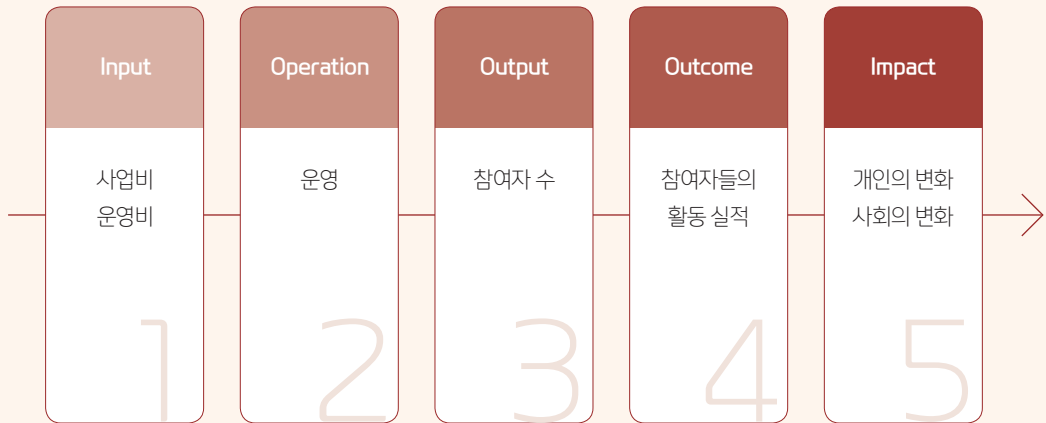 Input
사업비
운영비
1
Operation
운영
2
Output
참여자 수
3
Outcome
참여자들의
활동 실적
4
Impact
개인의 변화
사회의 변화
5